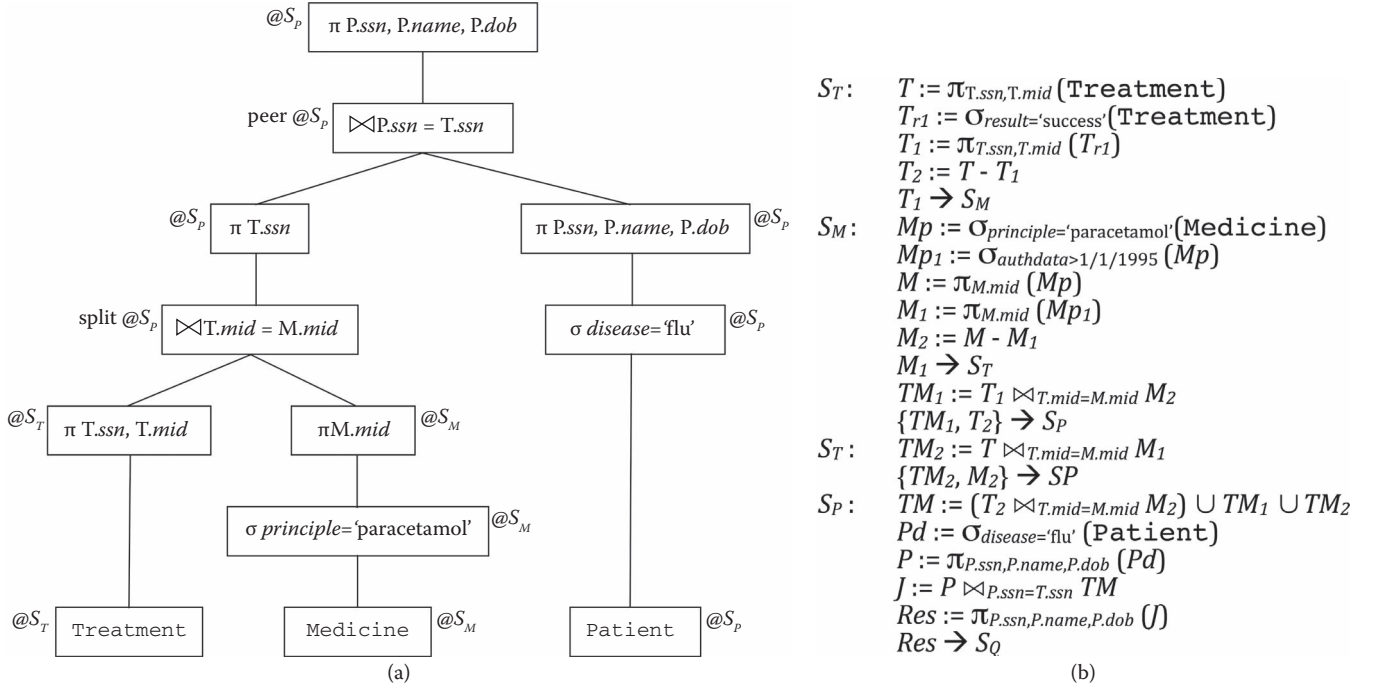 @S_P
π P.ssn, P.name, P.dob
peer @S_P
⋈P.ssn = T.ssn
@S_P
π T.ssn
π P.ssn, P.name, P.dob
@S_P
split @S_P
⋈T.mid = M.mid
σ disease=‘flu’
@S_P
@S_T
π T.ssn, T.mid
πM.mid
@S_M
σ principle=‘paracetamol’
@S_M
@S_T
Treatment
Medicine
@S_M
Patient
@S_P
(a)
S_T: T := π_T.ssn,T.mid (Treatment)
T_r1 := σ_result=‘success’(Treatment)
T_1 := π_T.ssn,T.mid (T_r1)
T_2 := T - T_1
T_1 → S_M
S_M: Mp := σ_principle=‘paracetamol’(Medicine)
Mp_1 := σ_authdata>1/1/1995 (Mp)
M := π_M.mid (Mp)
M_1 := π_M.mid (Mp_1)
M_2 := M - M_1
M_1 → S_T
TM_1 := T_1 ⋈_T.mid=M.mid M_2
{TM_1, T_2} → S_P
S_T: TM_2 := T ⋈_T.mid=M.mid M_1
{TM_2, M_2} → SP
S_P: TM := (T_2 ⋈_T.mid=M.mid M_2) ∪ TM_1 ∪ TM_2
Pd := σ_disease=‘flu’ (Patient)
P := π_P.ssn,P.name,P.dob (Pd)
J := P ⋈_P.ssn=T.ssn TM
Res := π_P.ssn,P.name,P.dob (J)
Res → S_Q
(b)